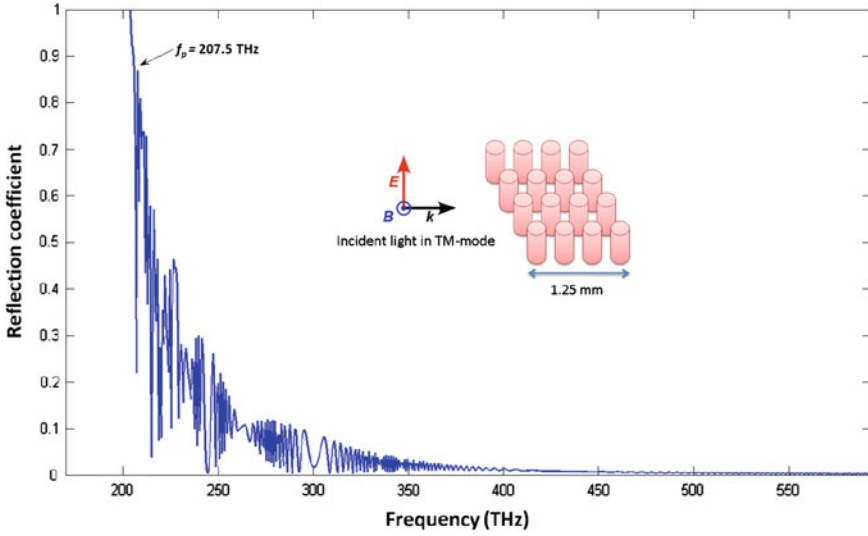 1
0.9
0.8
0.7
0.6
0.5
0.4
0.3
0.2
0.1
0
Reflection coefficient
f_p = 207.5 THz
E
B
k
Incident light in TM-mode
1.25 mm
200 250 300 350 400 450 500 550
Frequency (THz)